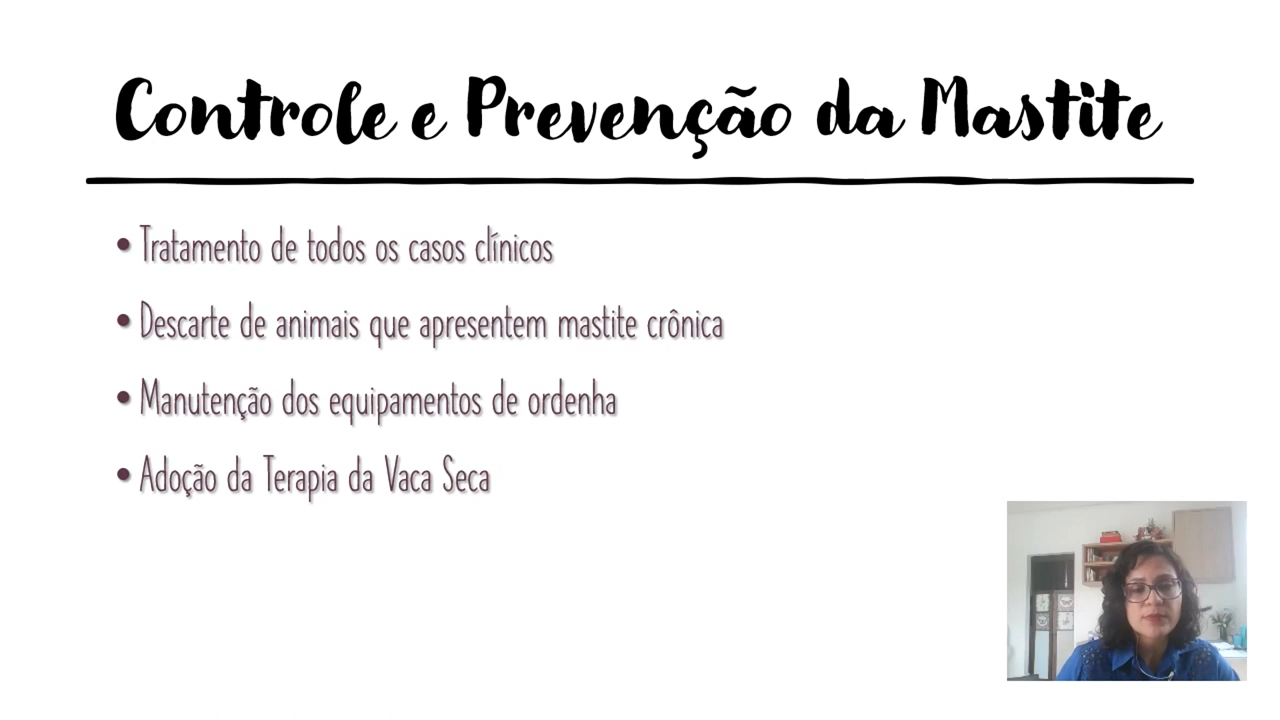 Controle e Prevenção da Mastite
• Tratamento de todos os casos clínicos
• Descarte de animais que apresentem mastite crônica
• Manutenção dos equipamentos de ordenha
• Adoção da Terapia da Vaca Seca